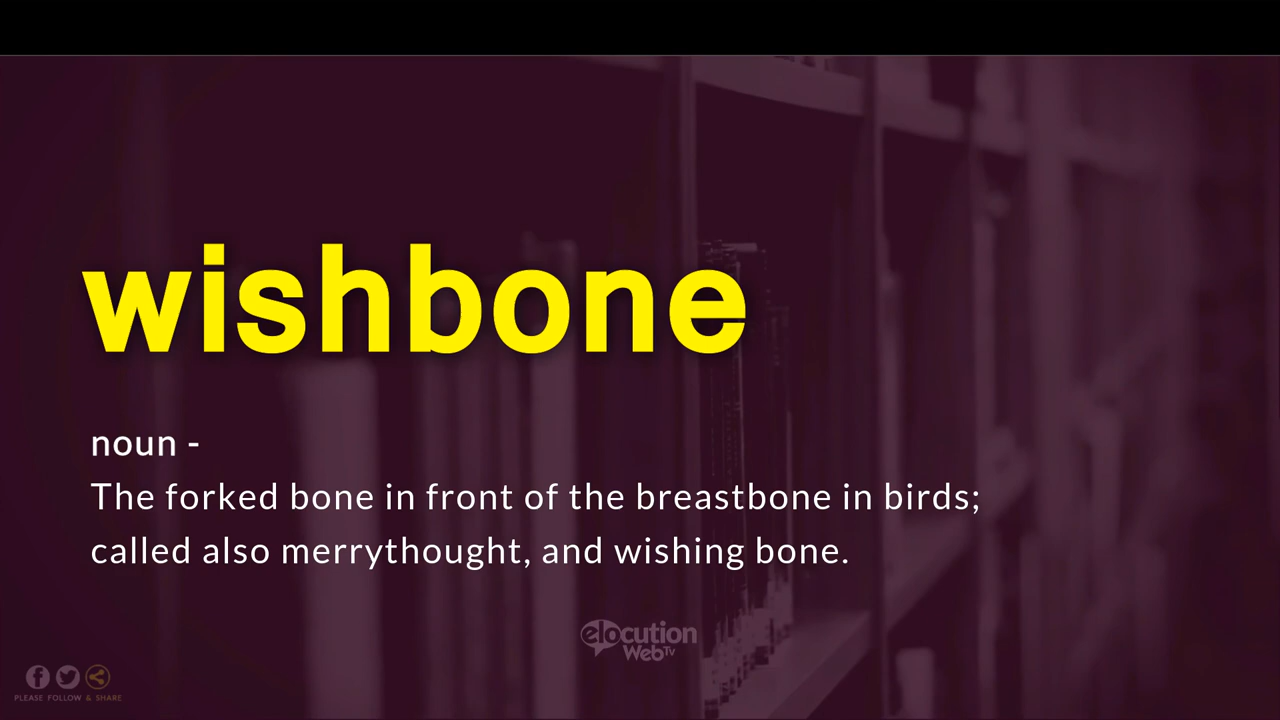 wishbone
noun -
The forked bone in front of the breastbone in birds;
called also merrythought, and wishing bone.
elocution
WebTv
PLEASE FOLLOW & SHARE